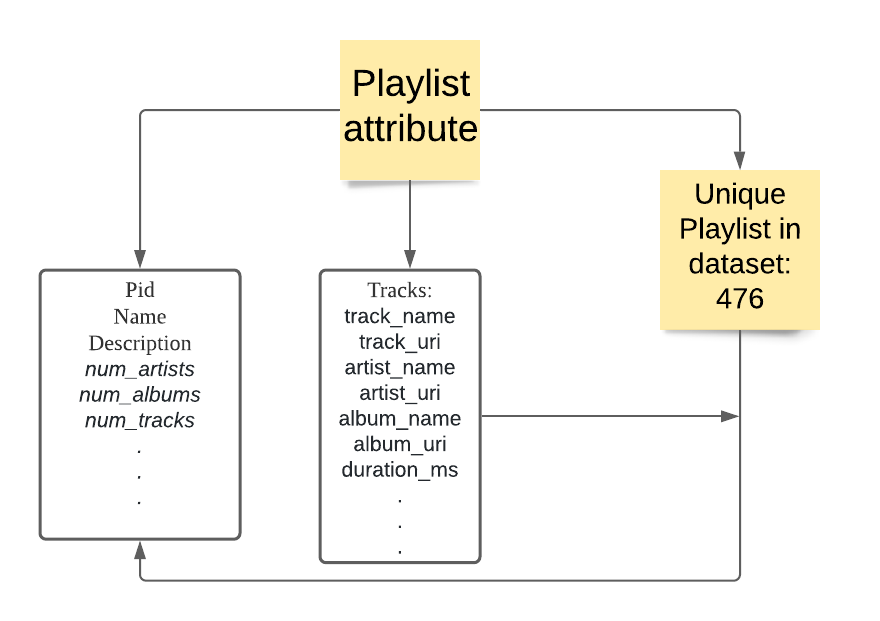 Playlist
attribute
Unique
Playlist in
dataset:
476
Pid
Name
Description
num_artists
num_albums
num_tracks
.
.
.
Tracks:
track_name
track_uri
artist_name
artist_uri
album_name
album_uri
duration_ms
.
.
.